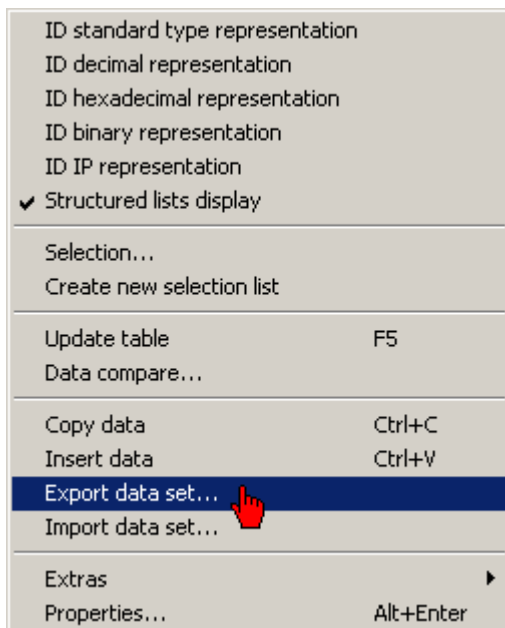 ID standard type representation
ID decimal representation
ID hexadecimal representation
ID binary representation
ID IP representation
Structured lists display
Selection...
Create new selection list
Update table F5
Data compare...
Copy data Ctrl+C
Insert data Ctrl+V
Export data set...
Import data set...
Extras
Properties... Alt+Enter